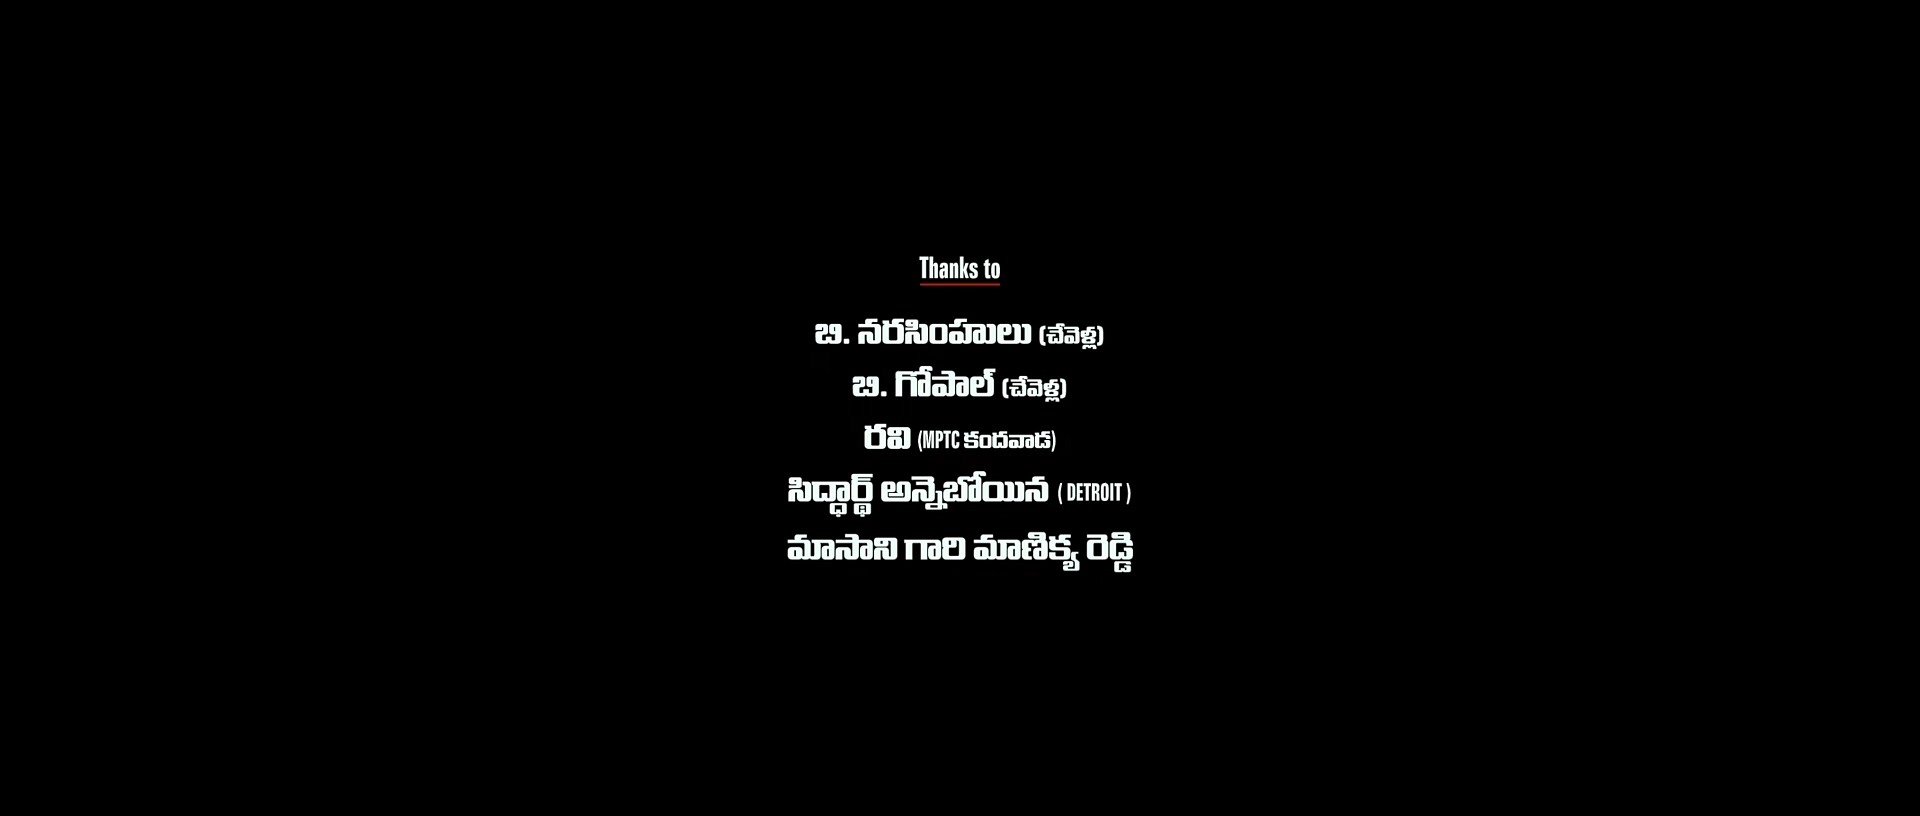 Thanks to
బి. నరసింహులు (చేవెళ్ల)
బి. గోపాల్ (చేవెళ్ల)
రవి (MPTC కందవాడ)
సిద్ధార్థ్ అన్నెబోయిన ( DETROIT )
మాసాని గారి మాణిక్య రెడ్డి